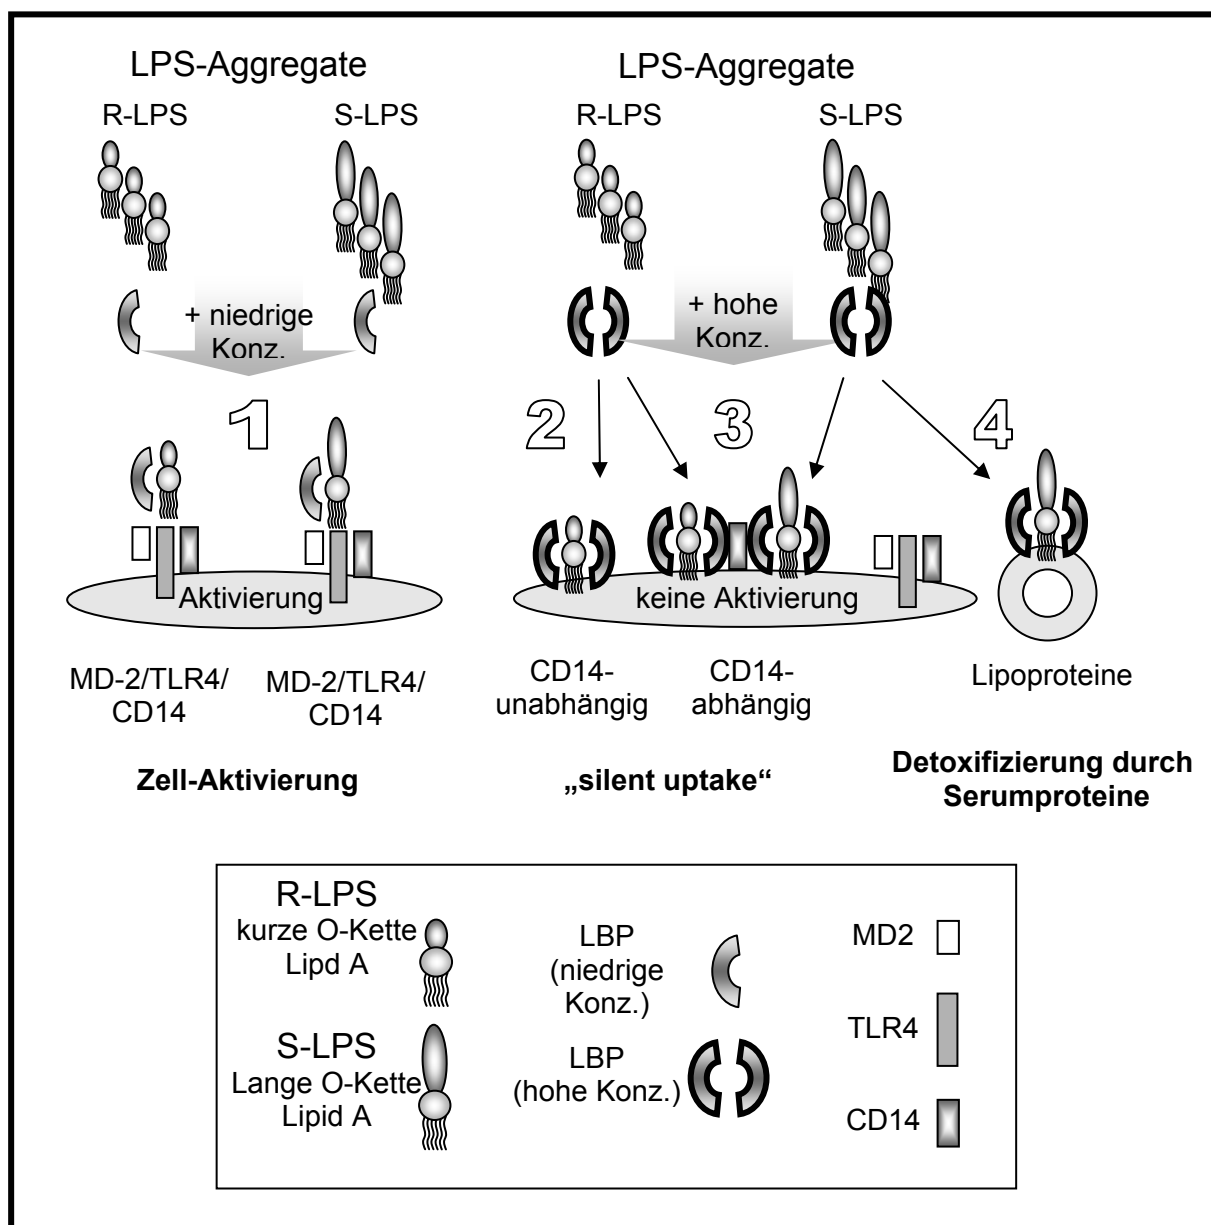 LPS-Aggregate
R-LPS
S-LPS
+ niedrige
Konz.
1
Aktivierung
MD-2/TLR4/
CD14
MD-2/TLR4/
CD14
Zell-Aktivierung
LPS-Aggregate
R-LPS
S-LPS
+ hohe
Konz.
2
3
4
keine Aktivierung
CD14-
unabhängig
CD14-
abhängig
Lipoproteine
„silent uptake“
Detoxifizierung durch
Serumproteine
R-LPS
kurze O-Kette
Lipd A
S-LPS
Lange O-Kette
Lipid A
LBP
(niedrige
Konz.)
LBP
(hohe Konz.)
MD2
TLR4
CD14